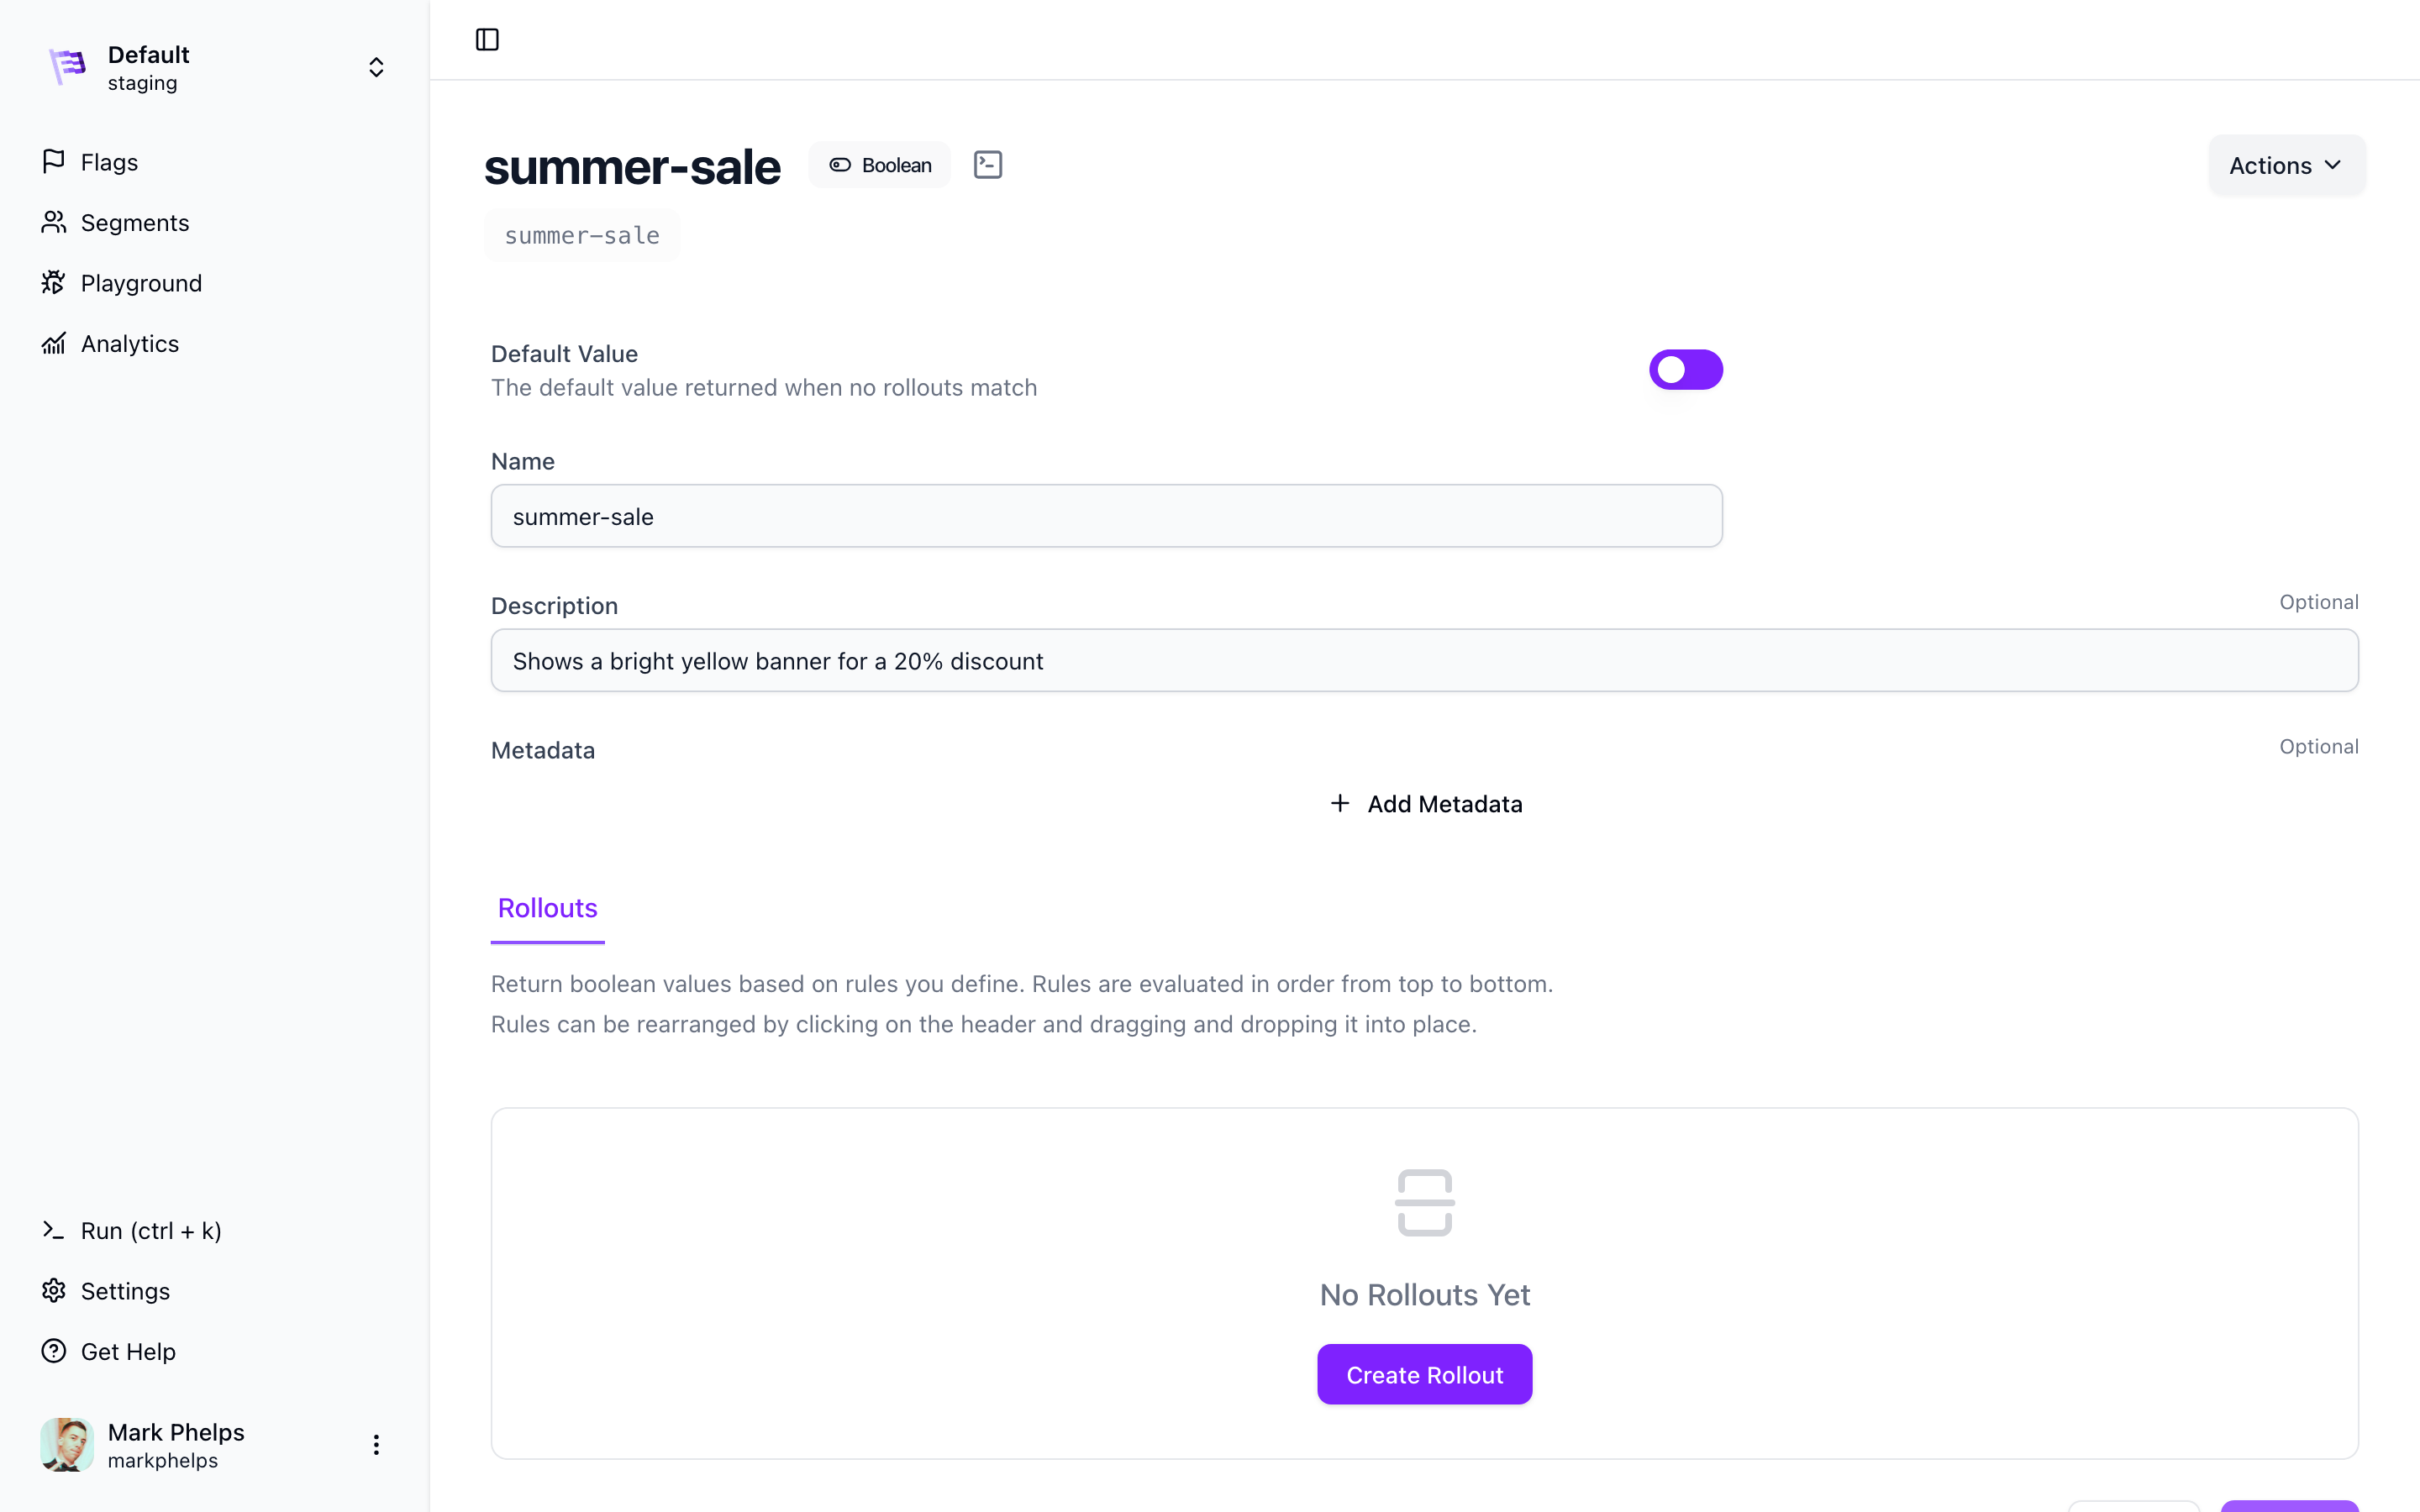 Default
staging
Flags
Segments
Playground
Analytics
Run (ctrl + k)
Settings
Get Help
Mark Phelps
markphelps
summer-sale
Boolean
Actions
summer-sale
Default Value
The default value returned when no rollouts match
Name
summer-sale
Description
Optional
Shows a bright yellow banner for a 20% discount
Metadata
Optional
Add Metadata
Rollouts
Return boolean values based on rules you define. Rules are evaluated in order from top to bottom.
Rules can be rearranged by clicking on the header and dragging and dropping it into place.
No Rollouts Yet
Create Rollout